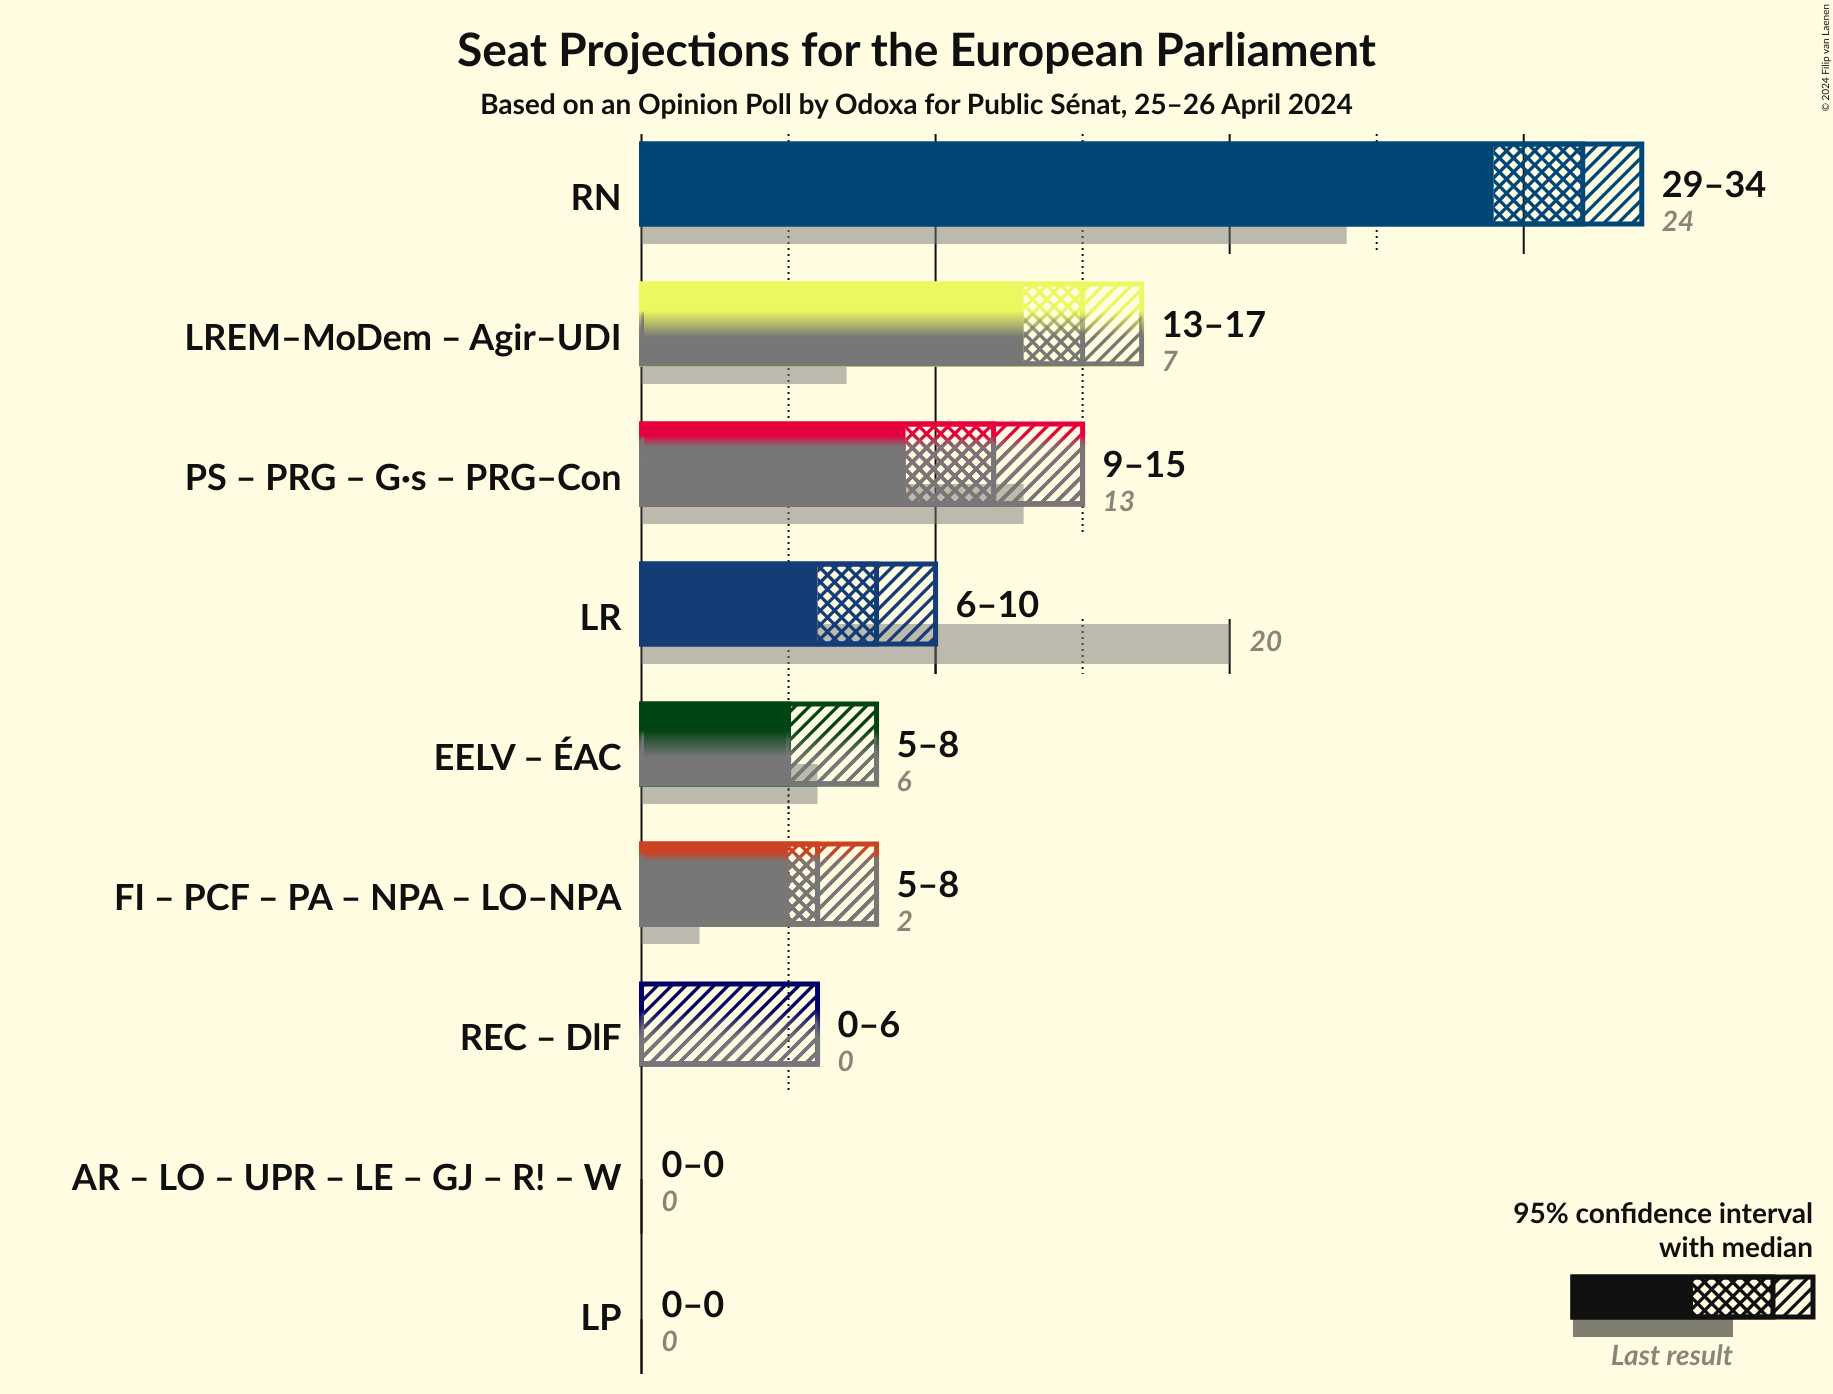 Seat Projections for the European Parliament
Based on an Opinion Poll by Odoxa for Public Sénat, 25–26 April 2024
© 2024 Filip van Laenen
RN
29–34
24
LREM–MoDem – Agir–UDI
13–17
7
PS – PRG – G·s – PRG–Con
9–15
13
LR
6–10
20
EELV – ÉAC
5–8
6
FI – PCF – PA – NPA – LO–NPA
5–8
2
REC – DlF
0–6
0
AR – LO – UPR – LE – GJ – R! – W
0–0
0
LP
0–0
0
95% confidence interval
with median
Last result